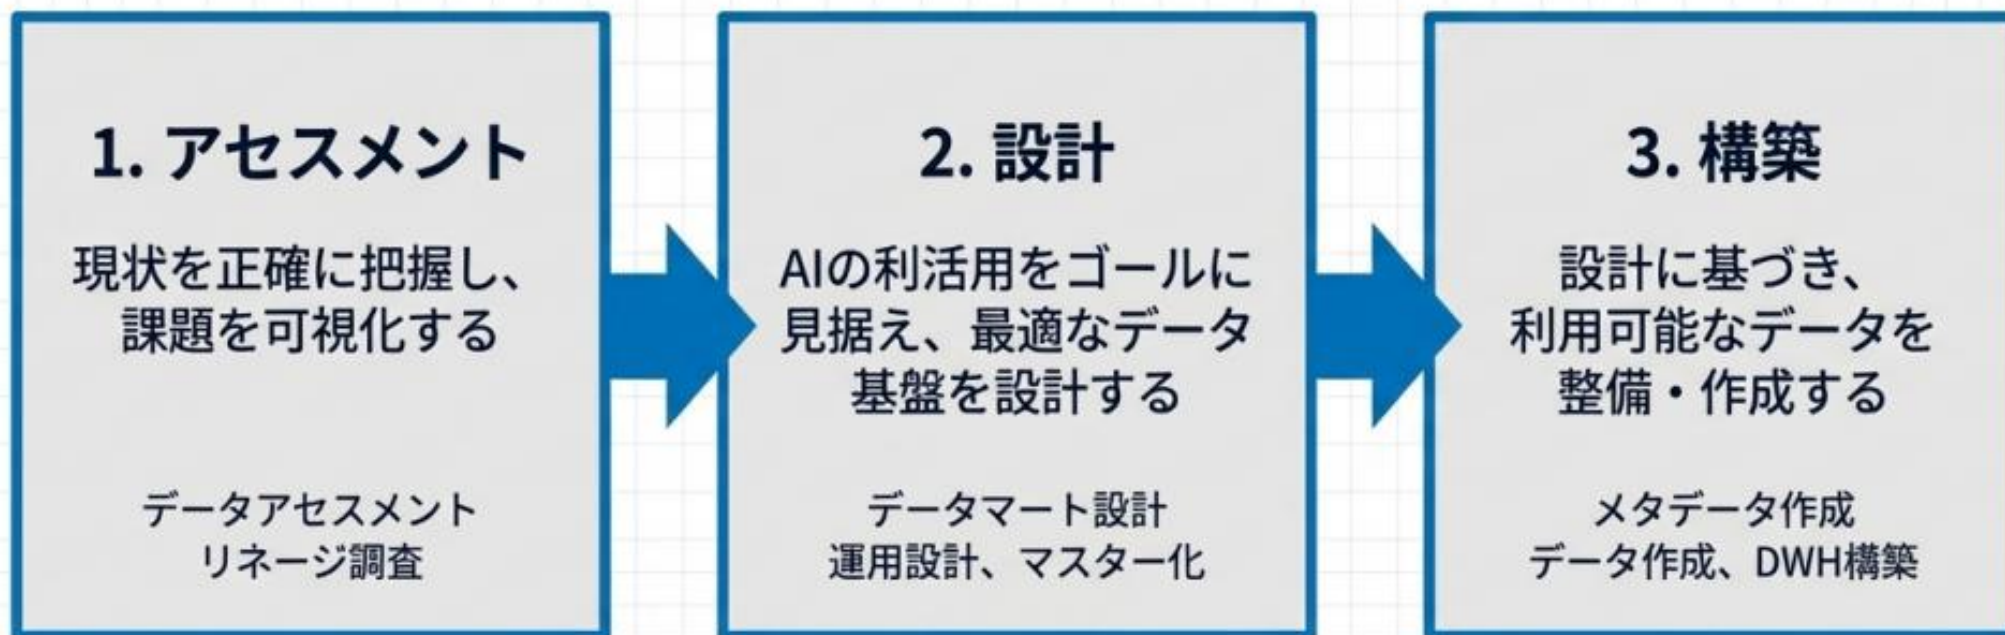 1. アセスメント
現状を正確に把握し、
課題を可視化する
データアセスメント
リネージ調査
2. 設計
AIの利活用をゴールに
見据え、最適なデータ
基盤を設計する
データマート設計
運用設計、マスター化
3. 構築
設計に基づき、
利用可能なデータを
整備・作成する
メタデータ作成
データ作成、DWH構築